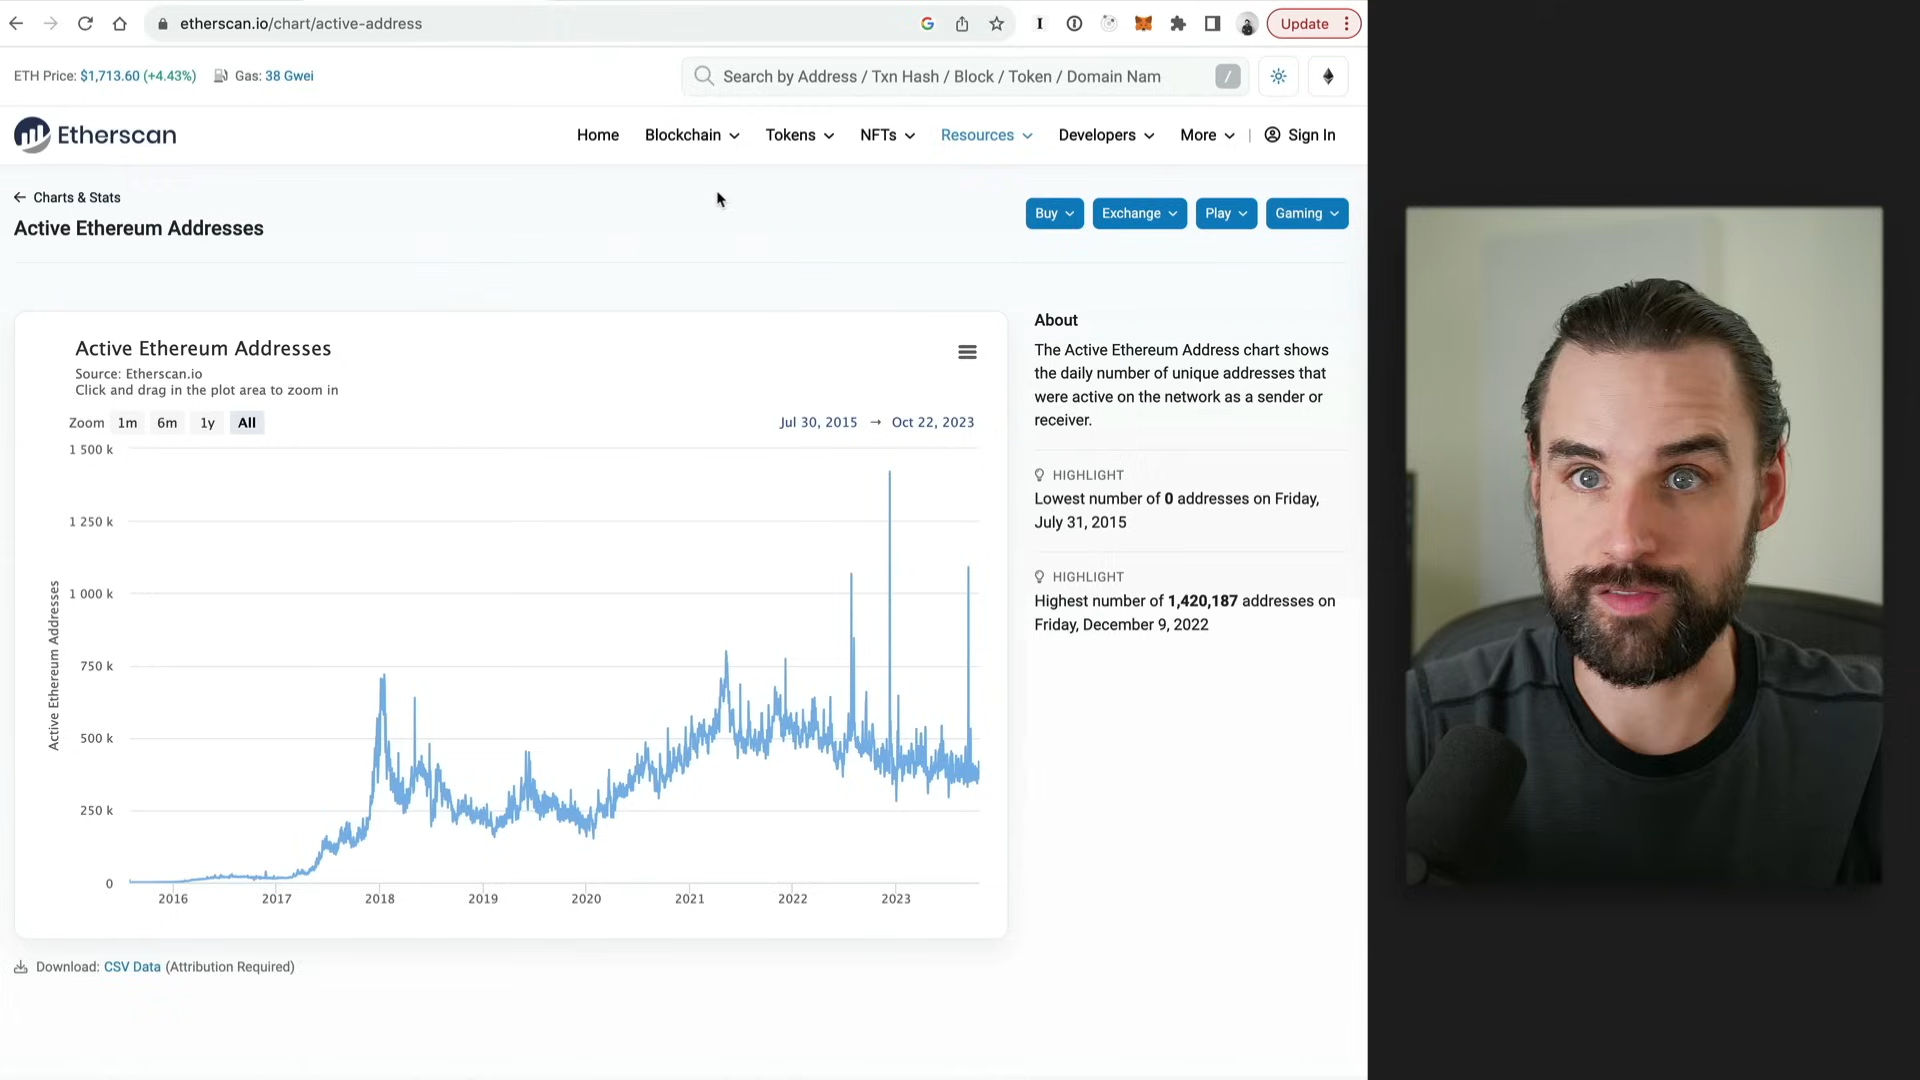 etherscan.io/chart/active-address
Update
ETH Price: $1,713.60 (+4.43%) Gas: 38 Gwei
Search by Address / Txn Hash / Block / Token / Domain Nam
/
Etherscan
Home Blockchain Tokens NFTs Resources Developers More | Sign In
← Charts & Stats
Active Ethereum Addresses
Buy Exchange Play Gaming
Active Ethereum Addresses
Source: Etherscan.io
Click and drag in the plot area to zoom in
Zoom 1m 6m 1y All
Jul 30, 2015 → Oct 22, 2023
Active Ethereum Addresses
1 500 k
1 250 k
1 000 k
750 k
500 k
250 k
0
2016 2017 2018 2019 2020 2021 2022 2023
About
The Active Ethereum Address chart shows
the daily number of unique addresses that
were active on the network as a sender or
receiver.
HIGHLIGHT
Lowest number of 0 addresses on Friday,
July 31, 2015
HIGHLIGHT
Highest number of 1,420,187 addresses on
Friday, December 9, 2022
Download: CSV Data (Attribution Required)